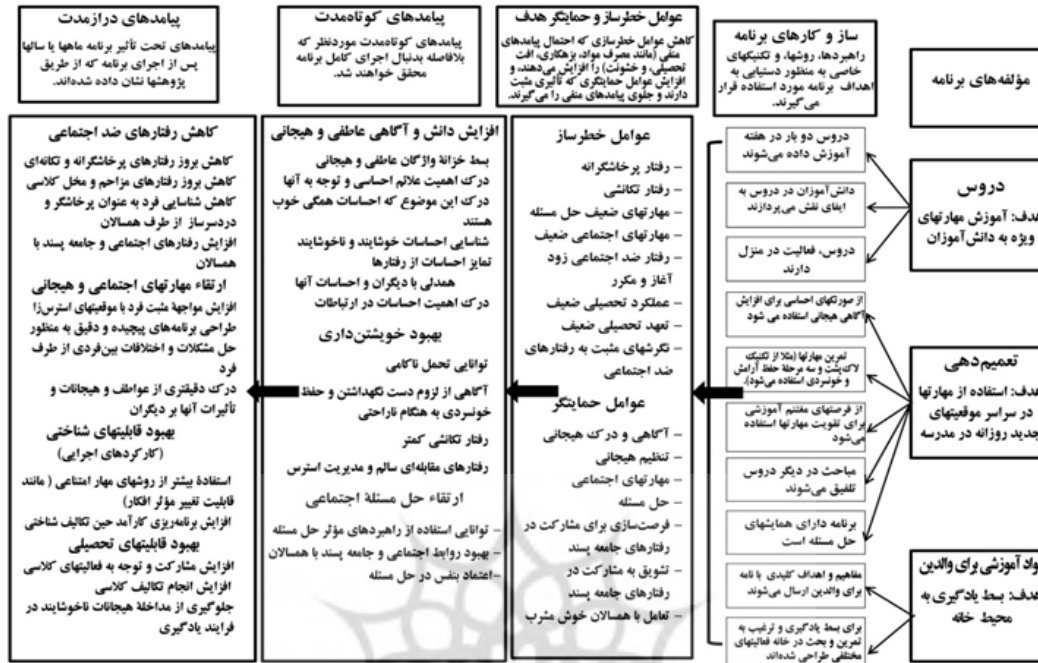 مؤلفه‌های برنامه
ساز و کارهای برنامه
راهبردها، روشها، و تکنیکهای
خاصی به منظور دستیابی به
اهداف برنامه مورد استفاده قرار
می‌گیرند.
عوامل خطرساز و حمایتگر هدف
کاهش عوامل خطرسازی که احتمال پیامدهای
منفی (مانند مصرف مواد، بزهکاری، افت
تحصیلی، و خشونت) را افزایش می‌دهند، و
افزایش عوامل حمایتگری که تأثیری مثبت
دارند و جلوی پیامدهای منفی را می‌گیرند.
پیامدهای کوتاه‌مدت
پیامدهای کوتاه‌مدت موردنظر که
بلافاصله بدنبال اجرای کامل برنامه
محقق خواهند شد.
پیامدهای درازمدت
پیامدهای تحت تأثیر برنامه ماهها یا سالها
پس از اجرای برنامه که از طریق
پژوهشها نشان داده شده‌اند.
دروس
هدف: آموزش مهارتهای
ویژه به دانش‌آموزان
تعمیم‌دهی
هدف: استفاده از مهارتها
در سراسر موقعیتهای
جدید روزانه در مدرسه
مواد آموزشی برای والدین
هدف: بسط یادگیری به
محیط خانه
دروس دو بار در هفته
آموزش داده می‌شوند
دانش‌آموزان در دروس به
ایفای نقش می‌پردازند
دروس، فعالیت در منزل
دارند
از صورتکهای احساسی برای افزایش
آگاهی هیجانی استفاده می شود
تمرین مهارتها (مثلا از تکنیک
لاک‌پشت و سه مرحلة حفظ آرامش
و خونسردی استفاده می‌شود).
از فرصتهای مغتنم آموزشی
برای تقویت مهارتها استفاده
می‌شود
مباحث در دیگر دروس
تلفیق می‌شوند
برنامه دارای همایشهای
حل مسئله است
مفاهیم و اهداف کلیدی با نامه
برای والدین ارسال می‌شوند
برای بسط یادگیری و ترغیب به
تمرین و بحث در خانه فعالیتهای
مختلفی طراحی شده‌اند
عوامل خطرساز
– رفتار پرخاشگرانه
– رفتار تکانشی
– مهارتهای ضعیف حل مسئله
– مهارتهای اجتماعی ضعیف
– رفتار ضد اجتماعی زود
آغاز و مکرر
– عملکرد تحصیلی ضعیف
– تعهد تحصیلی ضعیف
– نگرشهای مثبت به رفتارهای
ضد اجتماعی
عوامل حمایتگر
– آگاهی و درک هیجانی
– تنظیم هیجانی
– مهارتهای اجتماعی
– حل مسئله
– فرصت‌سازی برای مشارکت در
رفتارهای جامعه پسند
– تشویق به مشارکت در
رفتارهای جامعه پسند
– تعامل با همسالان خوش مشرب
افزایش دانش و آگاهی عاطفی و هیجانی
بسط خزانة واژگان عاطفی و هیجانی
درک اهمیت علائم احساسی و توجه به آنها
درک این موضوع که احساسات همگی خوب
هستند
شناسایی احساسات خوشایند و ناخوشایند
تمایز احساسات از رفتارها
همدلی با دیگران و احساسات آنها
درک اهمیت احساسات در ارتباطات
بهبود خویشتن‌داری
توانایی تحمل ناکامی
آگاهی از لزوم دست نگهداشتن و حفظ
خونسردی به هنگام ناراحتی
رفتار تکانشی کمتر
رفتارهای مقابله‌ای سالم و مدیریت استرس
ارتقاء حل مسئلة اجتماعی
– توانایی استفاده از راهبردهای مؤثر حل مسئله
– بهبود روابط اجتماعی و جامعه پسند با همسالان
– اعتماد بنفس در حل مسئله
کاهش رفتارهای ضد اجتماعی
کاهش بروز رفتارهای پرخاشگرانه و تکانه‌ای
کاهش بروز رفتارهای مزاحم و مخل کلاسی
کاهش شناسایی فرد به عنوان پرخاشگر و
دردسرساز از طرف همسالان
افزایش رفتارهای اجتماعی و جامعه پسند با
همسالان
ارتقاء مهارتهای اجتماعی و هیجانی
افزایش مواجهة مثبت فرد با موقعیتهای استرس‌زا
طراحی برنامه‌های پیچیده و دقیق به منظور
حل مشکلات و اختلافات بین‌فردی از طرف
فرد
درک دقیقتری از عواطف و هیجانات و
تأثیرات آنها بر دیگران
بهبود قابلیتهای شناختی
(کارکردهای اجرایی)
استفادة بیشتر از روشهای مهار امتناعی ( مانند
قابلیت تغییر مؤثر افکار)
افزایش برنامه‌ریزی کارآمد حین تکالیف شناختی
بهبود قابلیتهای تحصیلی
افزایش مشارکت و توجه به فعالیتهای کلاسی
افزایش انجام تکالیف کلاسی
جلوگیری از مداخلة هیجانات ناخوشایند در
فرایند یادگیری